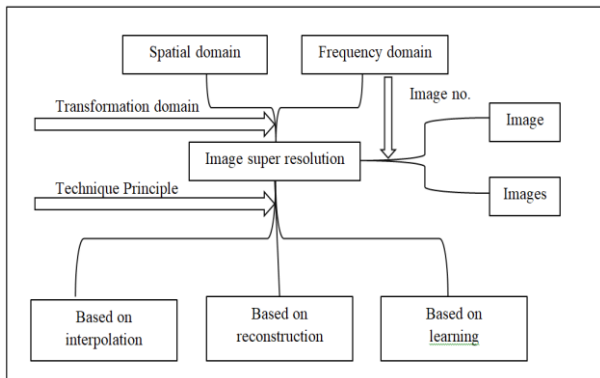 Spatial domain
Frequency domain
Transformation domain
Image no.
Image
Image super resolution
Technique Principle
Images
Based on
interpolation
Based on
reconstruction
Based on
learning